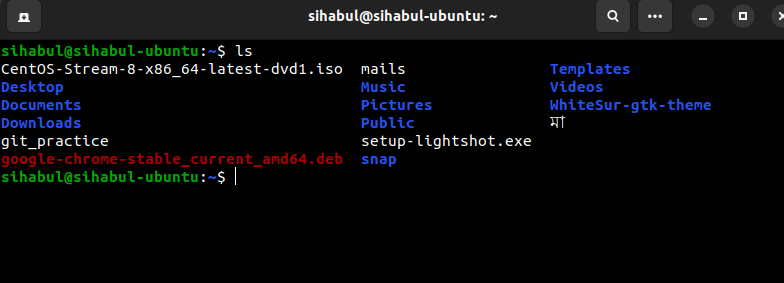 sihabul@sihabul-ubuntu: ~
sihabul@sihabul-ubuntu:~$ ls
CentOS-Stream-8-x86_64-latest-dvd1.iso mails Templates
Desktop Music Videos
Documents Pictures WhiteSur-gtk-theme
Downloads Public মা
git_practice setup-lightshot.exe
google-chrome-stable_current_amd64.deb snap
sihabul@sihabul-ubuntu:~$